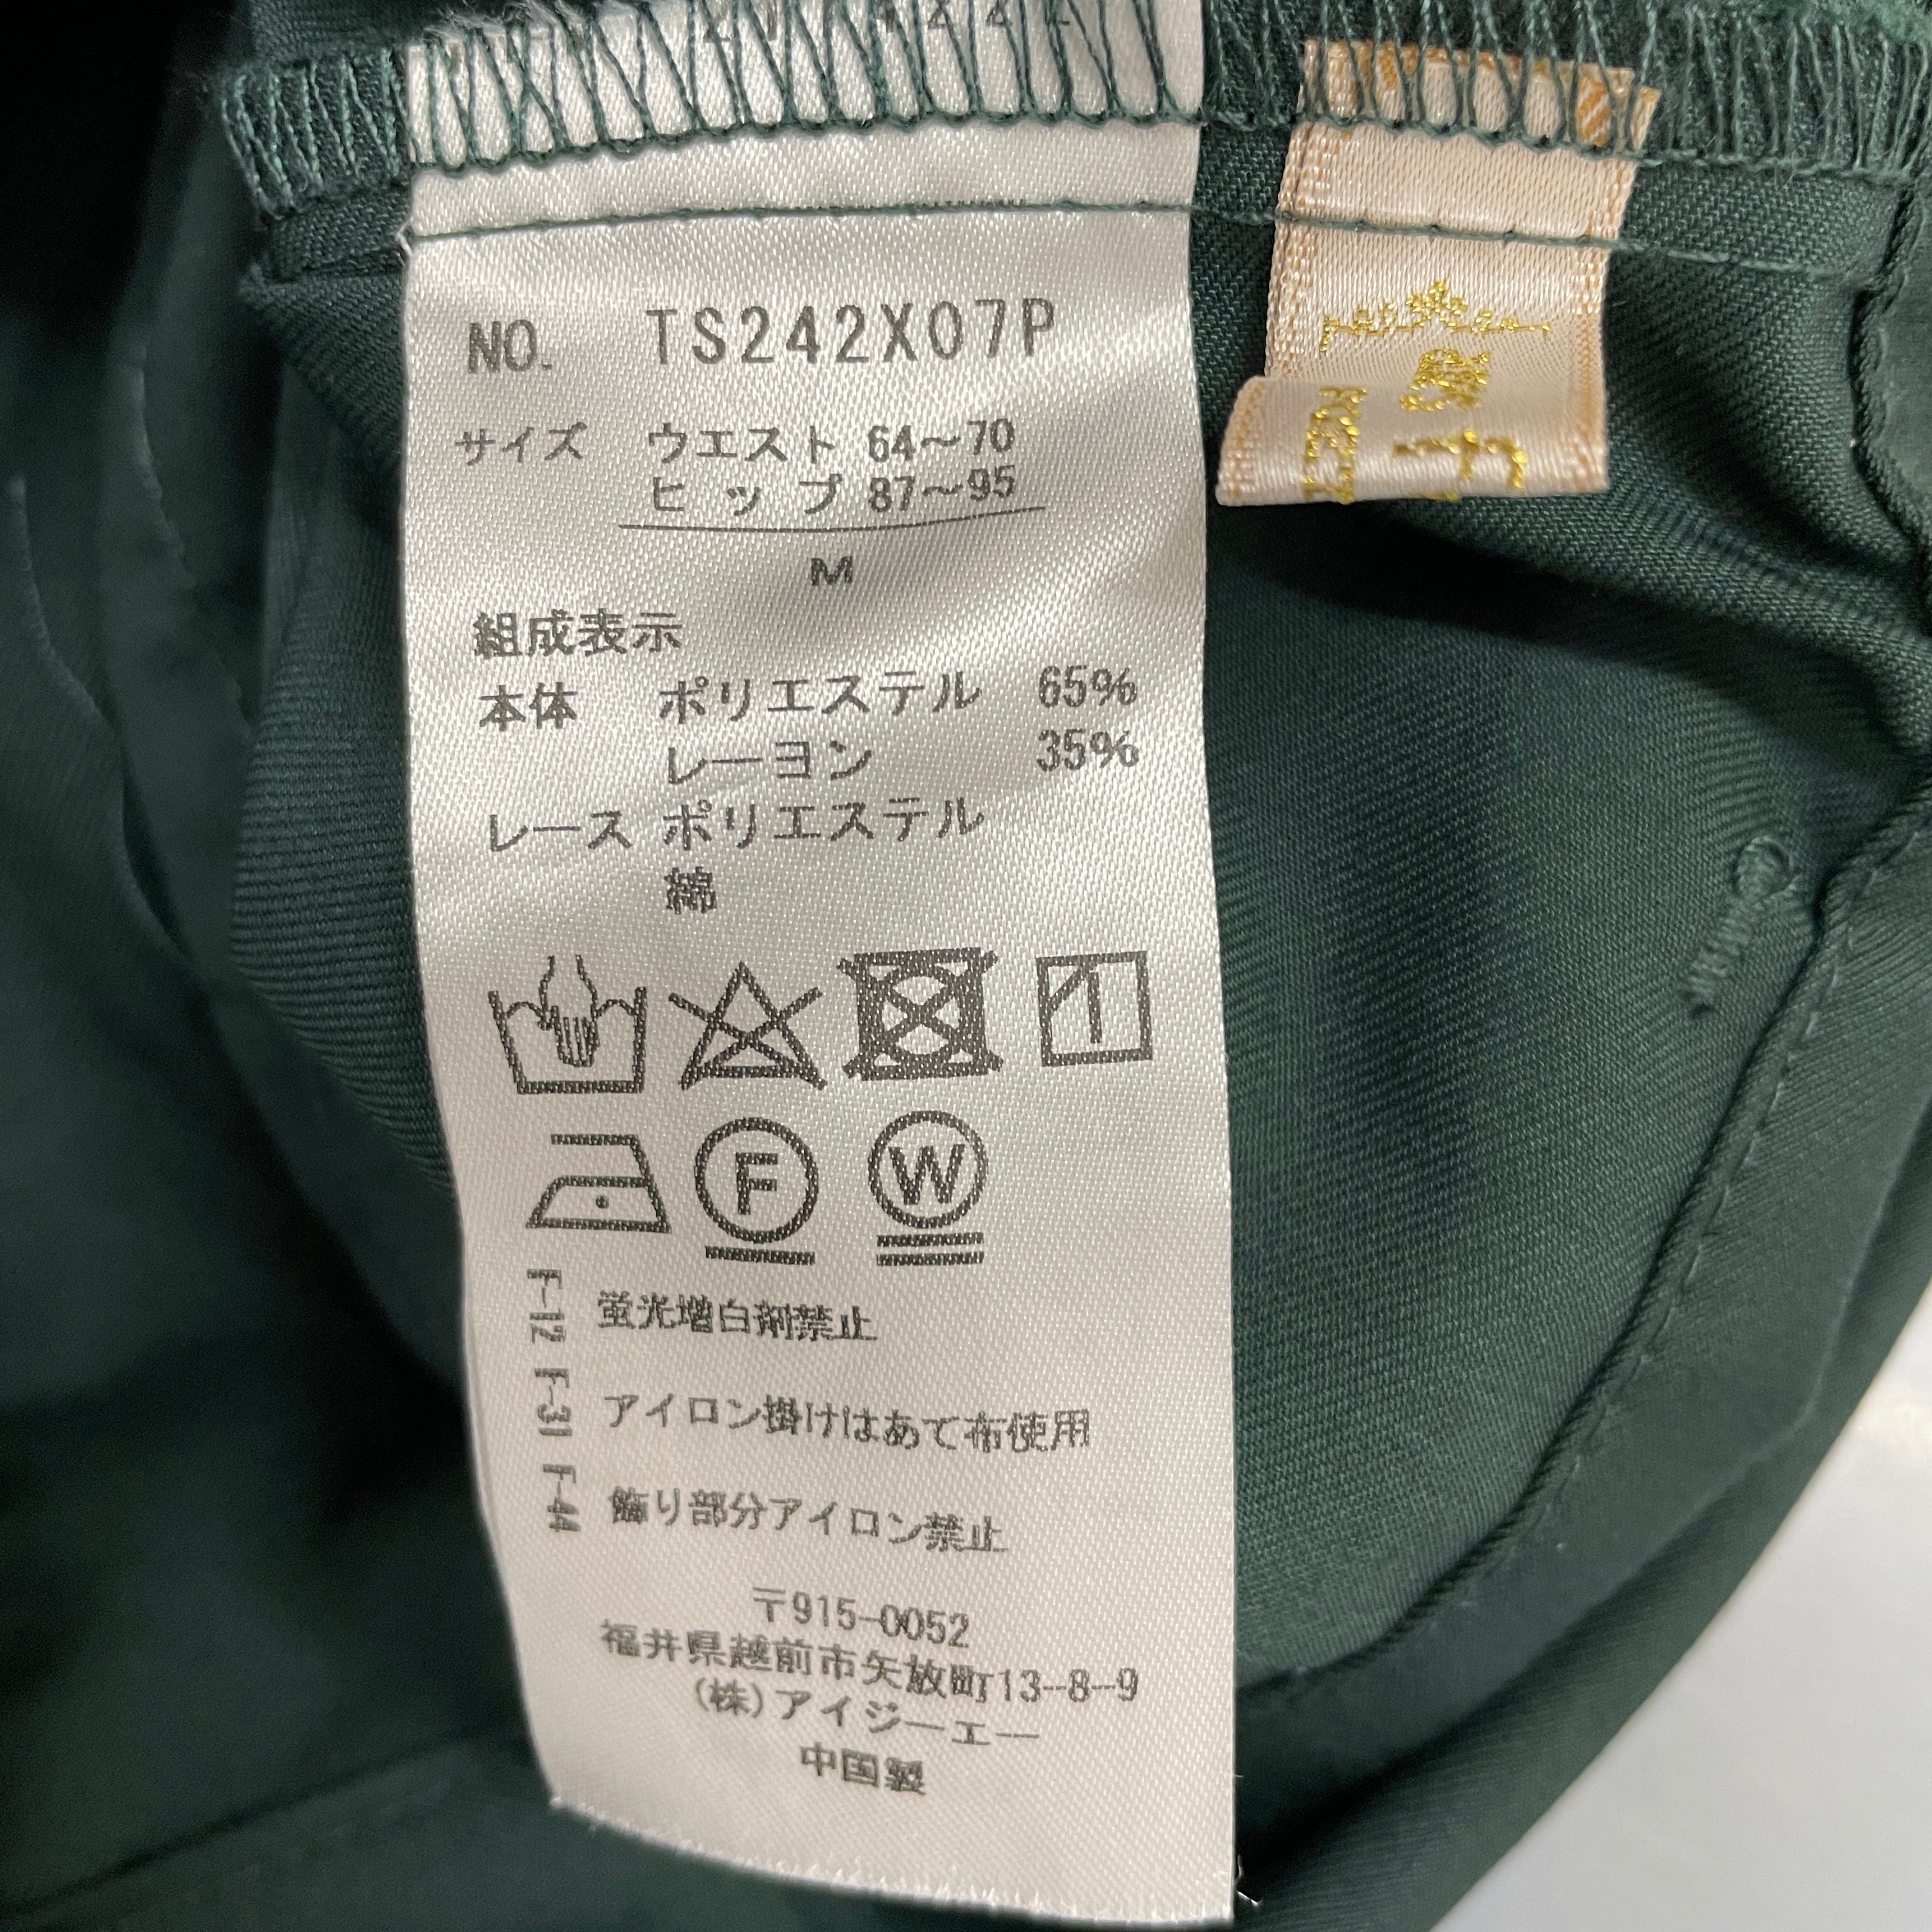 NO. TS242X07P
サイズ ウエスト 64～70
ヒップ 87～95
M
組成表示
本体 ポリエステル 65%
レーヨン 35%
レース ポリエステル
綿
F
W
F-12 蛍光増白剤禁止
F-31 アイロン掛けはあて布使用
F-44 飾り部分アイロン禁止
〒915-0052
福井県越前市矢放町13-8-9
(株)アイジーエー
中国製